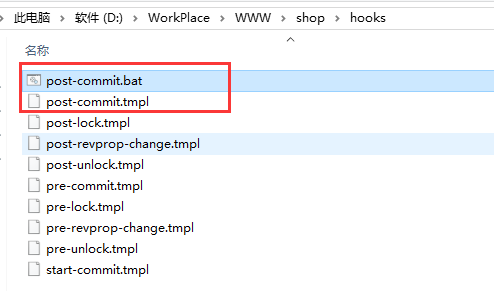 此电脑 > 软件 (D:) > WorkPlace > WWW > shop > hooks
名称
post-commit.bat
post-commit.tmpl
post-lock.tmpl
post-revprop-change.tmpl
post-unlock.tmpl
pre-commit.tmpl
pre-lock.tmpl
pre-revprop-change.tmpl
pre-unlock.tmpl
start-commit.tmpl